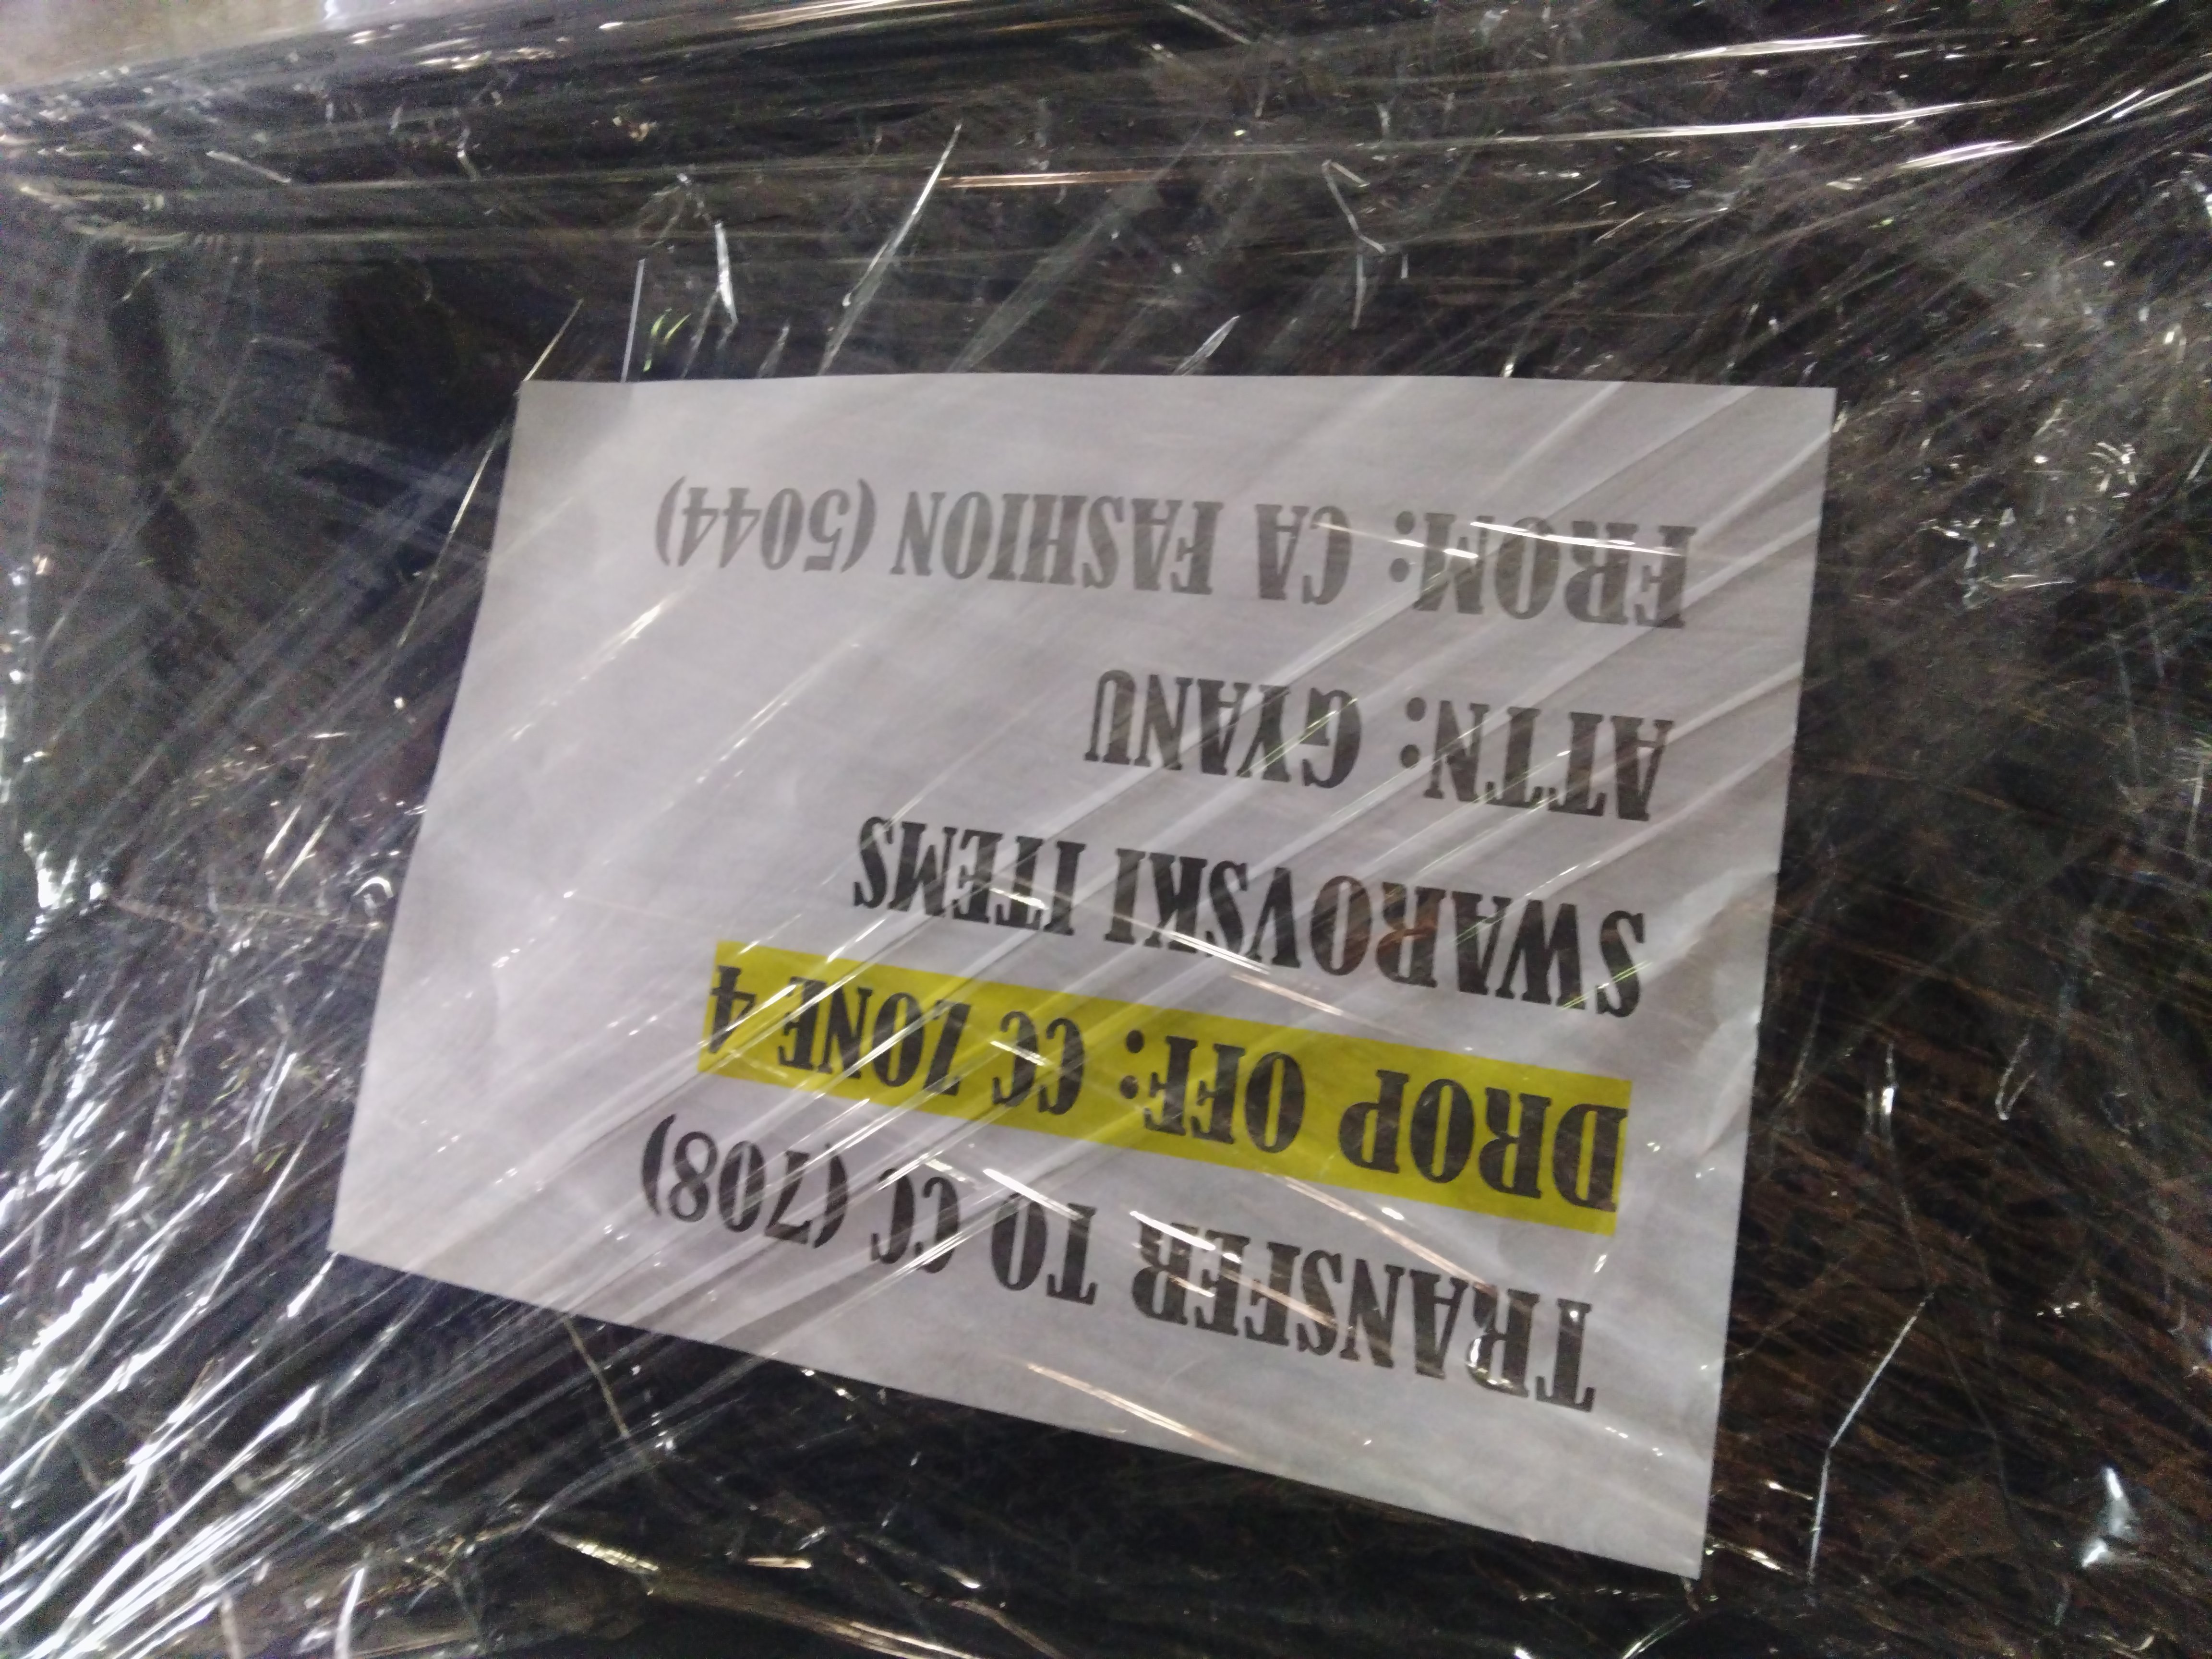 TRANSFER TO CC (708)
DROP OFF: CC ZONE 4
SWAROVSKI ITEMS
ATTN: GYANU
FROM: CA FASHION (5044)